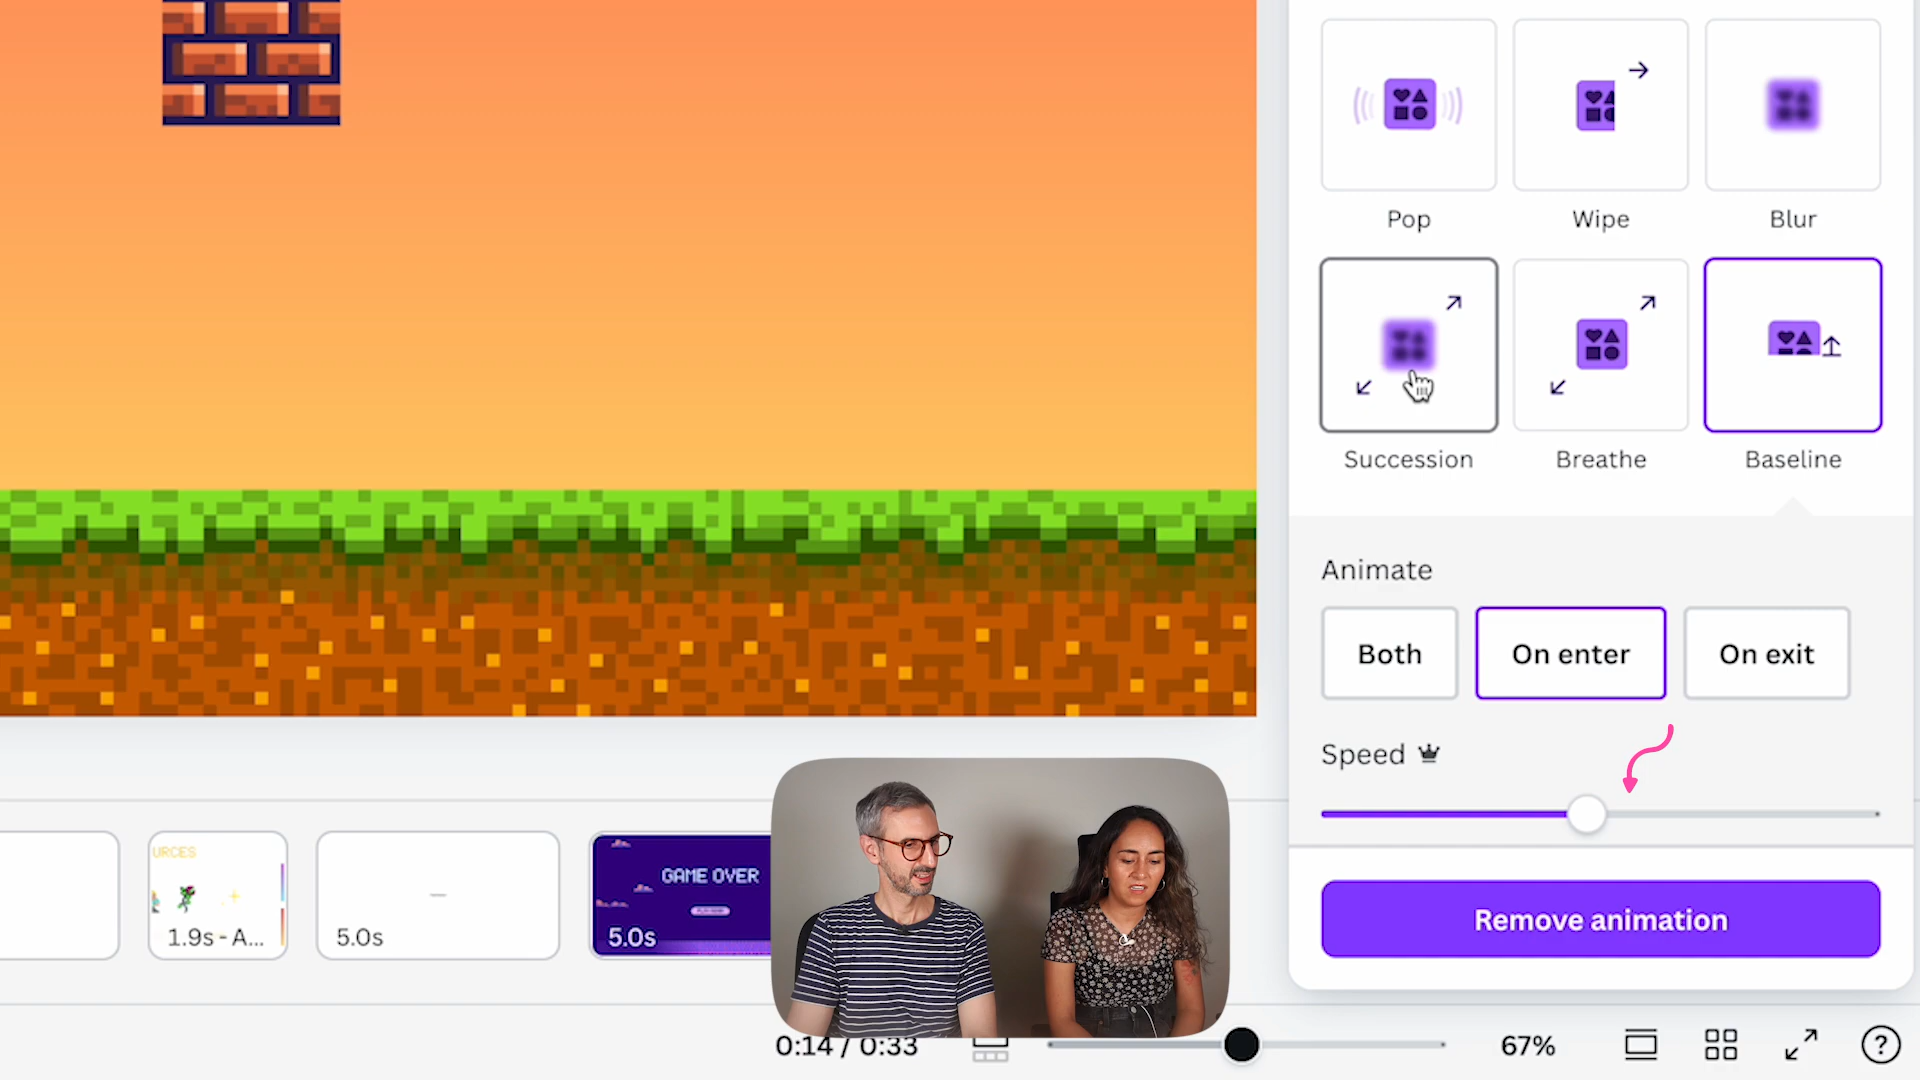 Pop
Wipe
Blur
Succession
Breathe
Baseline
Animate
Both
On enter
On exit
Speed
Remove animation
URCES
1.9s - A...
5.0s
GAME OVER
5.0s
0:14 / 0:33
67%
?